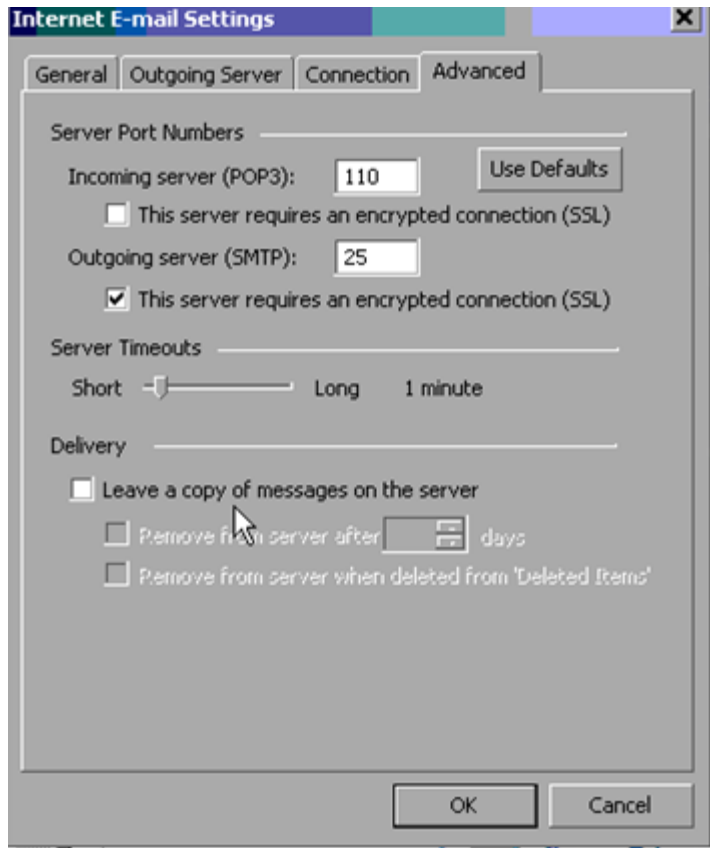 Internet E-mail Settings
General Outgoing Server Connection Advanced
Server Port Numbers
Incoming server (POP3): 110 Use Defaults
This server requires an encrypted connection (SSL)
Outgoing server (SMTP): 25
This server requires an encrypted connection (SSL)
Server Timeouts
Short Long 1 minute
Delivery
Leave a copy of messages on the server
Remove from server after days
Remove from server when deleted from 'Deleted Items'
OK Cancel